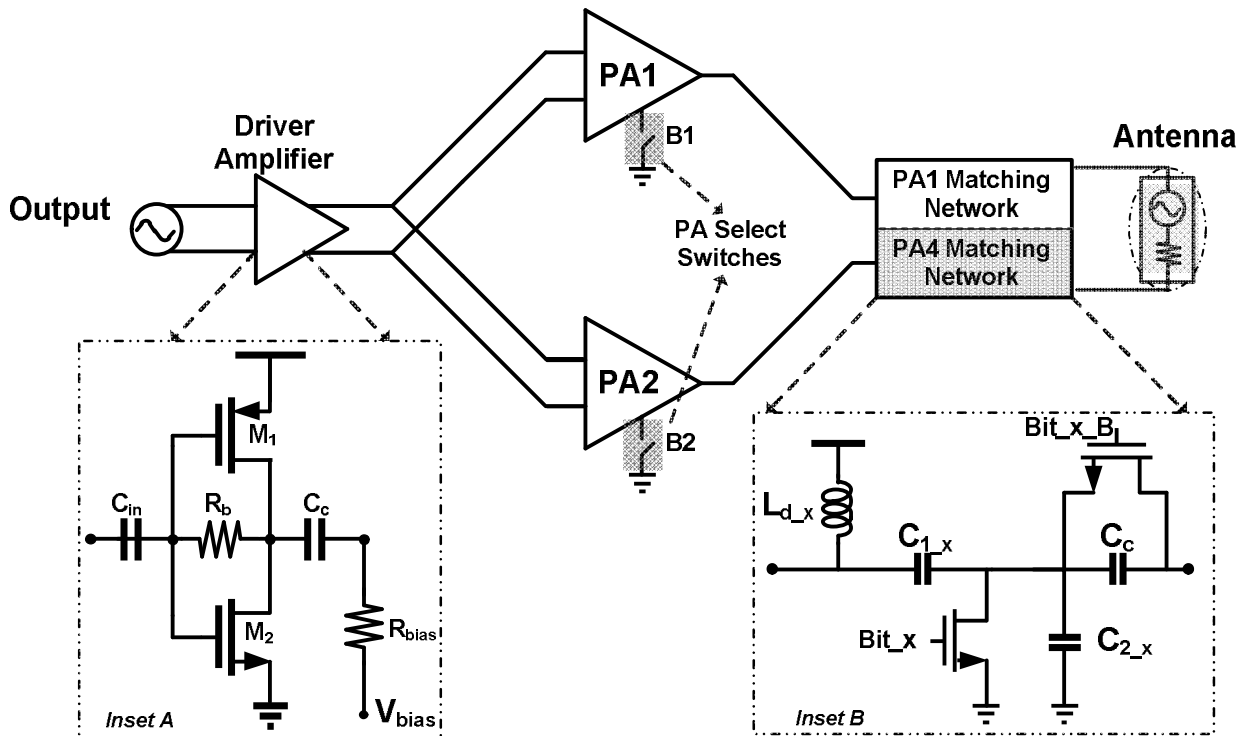 Driver
Amplifier
Output
PA1
B1
PA Select
Switches
PA2
B2
PA1 Matching
Network
PA4 Matching
Network
Antenna
M1
Cin
Rb
Cc
M2
Rbias
Vbias
Inset A
Bit_x_B
Ld_x
C1_x
Cc
Bit_x
C2_x
Inset B